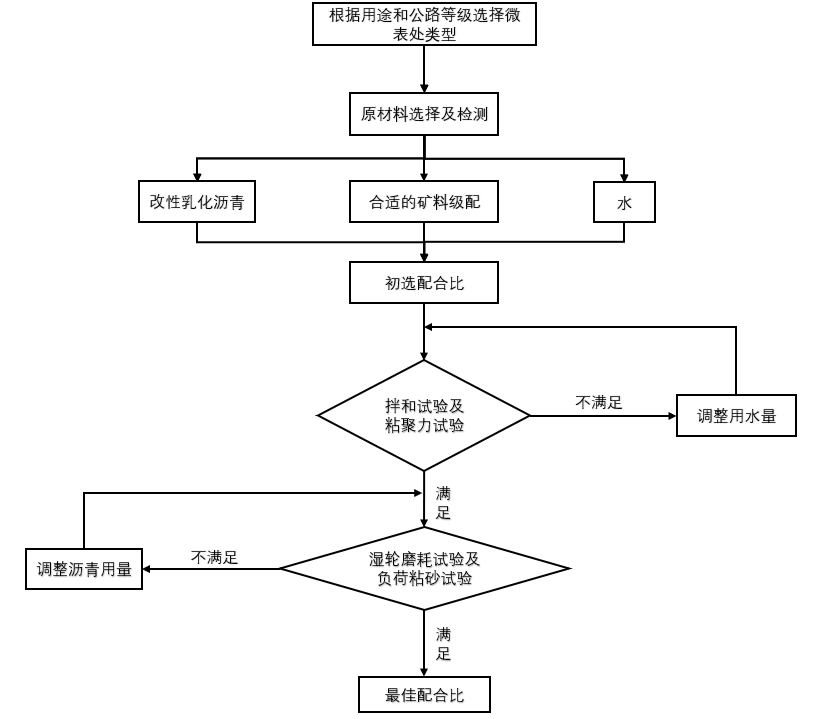 根据用途和公路等级选择微
表处类型
原材料选择及检测
改性乳化沥青
合适的矿料级配
水
初选配合比
拌和试验及
粘聚力试验
不满足
调整用水量
满
足
湿轮磨耗试验及
负荷粘砂试验
不满足
调整沥青用量
满
足
最佳配合比